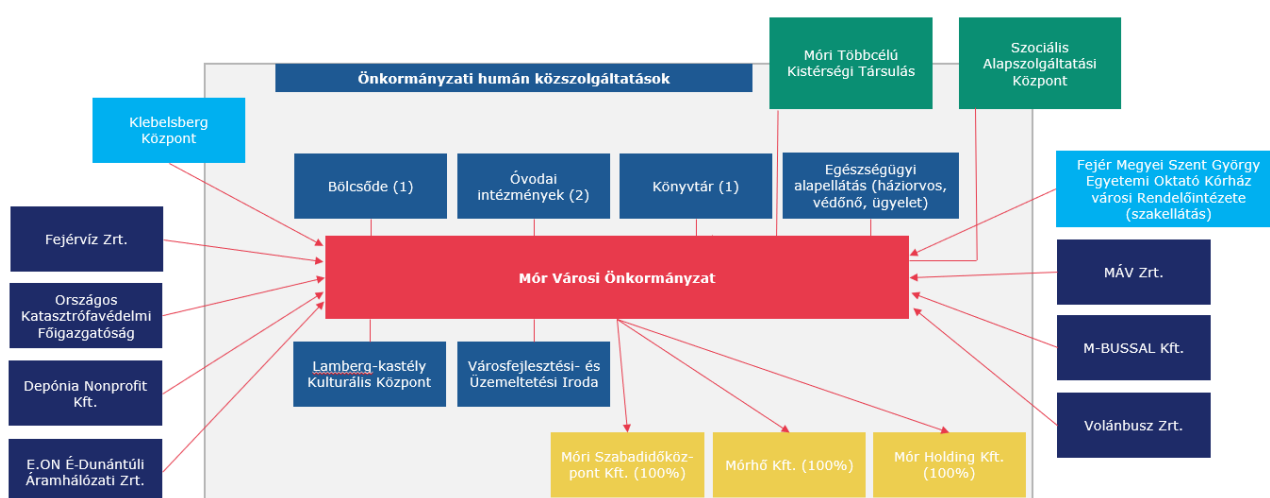 Móri Többcélú
Kistérségi Társulás
Szociális
Alapszolgáltatási
Központ
Önkormányzati humán közszolgáltatások
Klebelsberg
Központ
Bölcsőde (1)
Óvodai
intézmények (2)
Könyvtár (1)
Egészségügyi
alapellátás (háziorvos,
védőnő, ügyelet)
Fejér Megyei Szent György
Egyetemi Oktató Kórház
városi Rendelőintézete
(szakellátás)
Fejérvíz Zrt.
Mór Városi Önkormányzat
MÁV Zrt.
Országos
Katasztrófavédelmi
Főigazgatóság
M-BUSSAL Kft.
Lamberg-kastély
Kulturális Központ
Városfejlesztési- és
Üzemeltetési Iroda
Depónia Nonprofit
Kft.
Volánbusz Zrt.
E.ON É-Dunántúli
Áramhálózati Zrt.
Móri Szabadidőköz-
pont Kft. (100%)
Mórhő Kft. (100%)
Mór Holding Kft.
(100%)